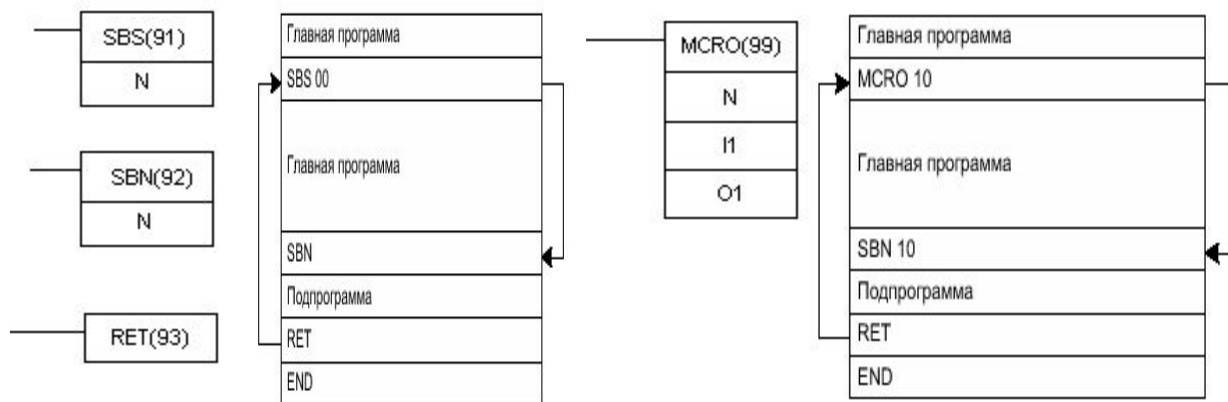 SBS(91)
N
SBN(92)
N
RET(93)
Главная программа
SBS 00
Главная программа
SBN
Подпрограмма
RET
END
MCRO(99)
N
I1
O1
Главная программа
MCRO 10
Главная программа
SBN 10
Подпрограмма
RET
END